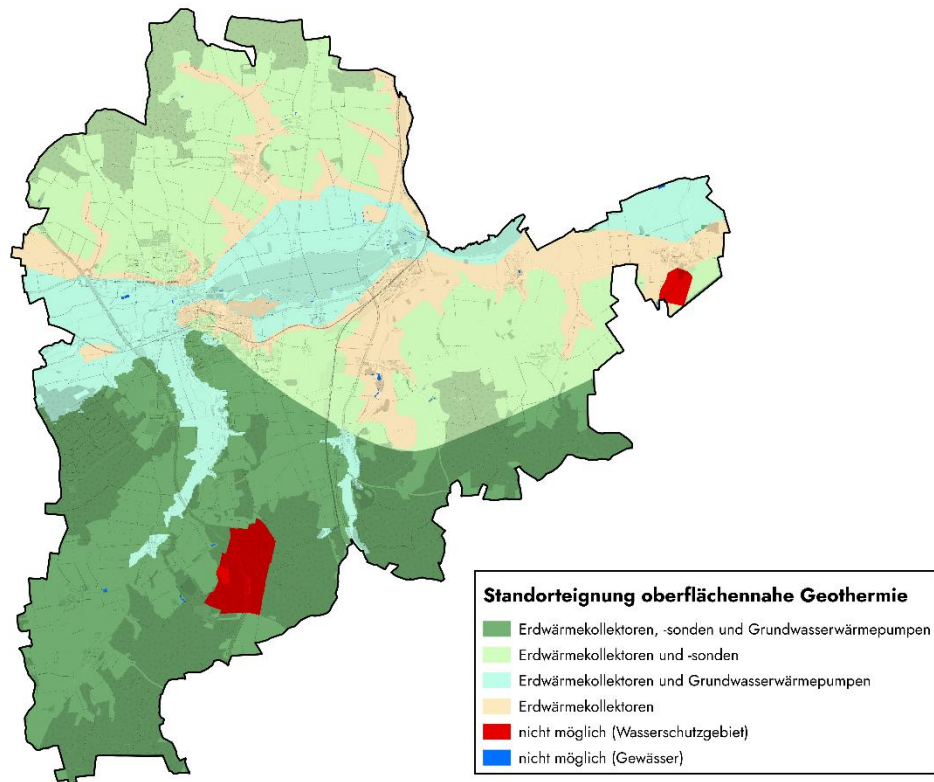 Standorteignung oberflächennahe Geothermie
Erdwärmekollektoren, -sonden und Grundwasserwärmepumpen
Erdwärmekollektoren und -sonden
Erdwärmekollektoren und Grundwasserwärmepumpen
Erdwärmekollektoren
nicht möglich (Wasserschutzgebiet)
nicht möglich (Gewässer)